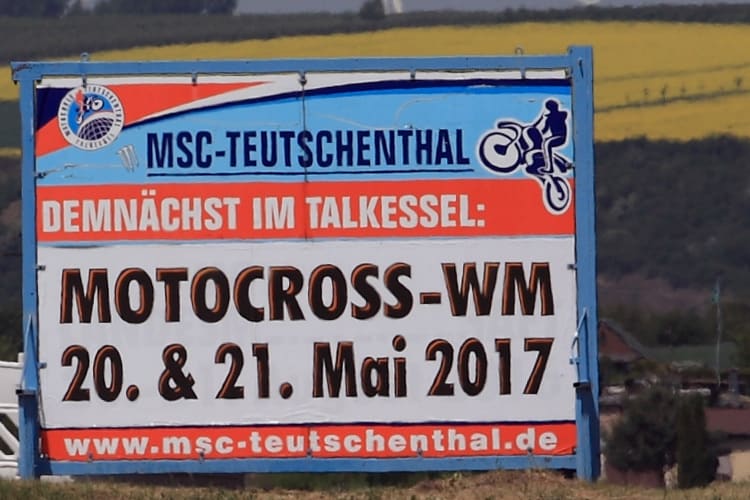 MSC-TEUTSCHENTHAL
DEMNÄCHST IM TALKESSEL:
MOTOCROSS-WM
20. & 21. Mai 2017
www.msc-teutschenthal.de